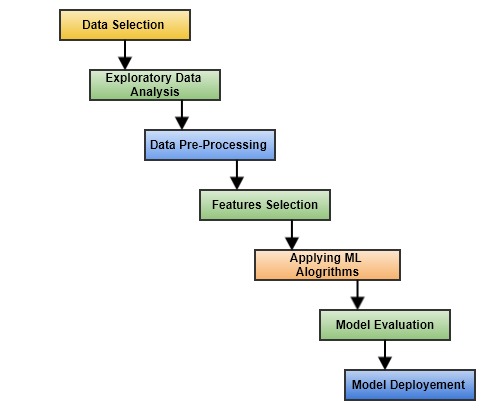 Data Selection
Exploratory Data
Analysis
Data Pre-Processing
Features Selection
Applying ML
Alogrithms
Model Evaluation
Model Deployement